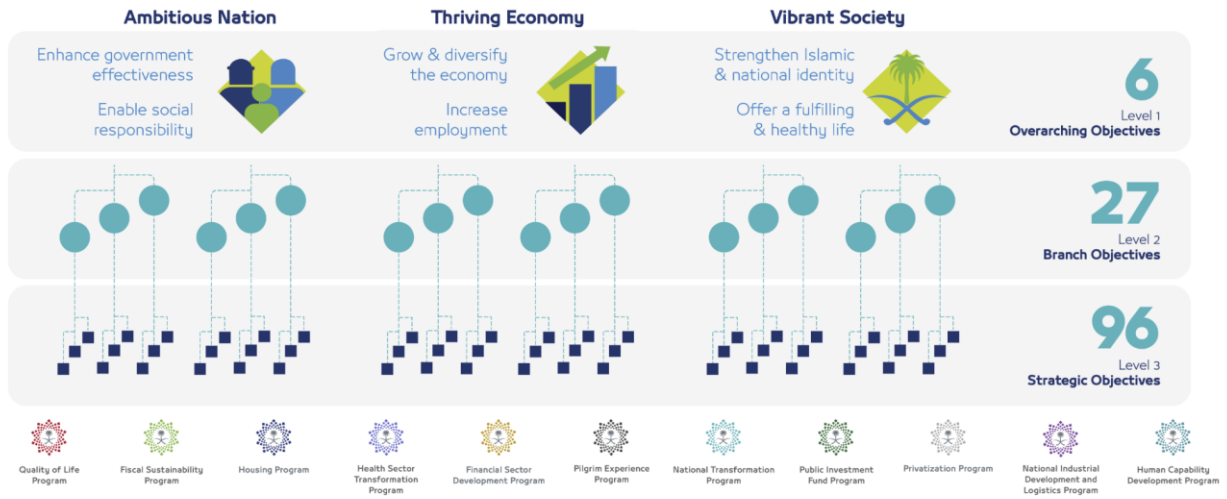 Ambitious Nation
Thriving Economy
Vibrant Society
Enhance government
effectiveness
Enable social
responsibility
Grow & diversify
the economy
Increase
employment
Strengthen Islamic
& national identity
Offer a fulfilling
& healthy life
6
Level 1
Overarching Objectives
27
Level 2
Branch Objectives
96
Level 3
Strategic Objectives
Quality of Life
Program
Fiscal Sustainability
Program
Housing Program
Health Sector
Transformation
Program
Financial Sector
Development Program
Pilgrim Experience
Program
National Transformation
Program
Public Investment
Fund Program
Privatization Program
National Industrial
Development and
Logistics Program
Human Capability
Development Program